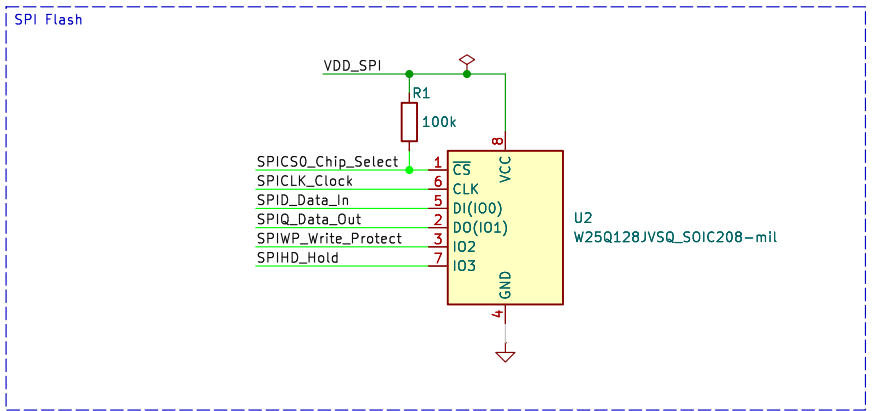 SPI Flash
VDD_SPI
R1
100k
8
VCC
SPICS0_Chip_Select
1
CS
SPICLK_Clock
6
CLK
SPID_Data_In
5
DI(IO0)
SPIQ_Data_Out
2
DO(IO1)
SPIWP_Write_Protect
3
IO2
SPIHD_Hold
7
IO3
U2
W25Q128JVSQ_SOIC208-mil
GND
4